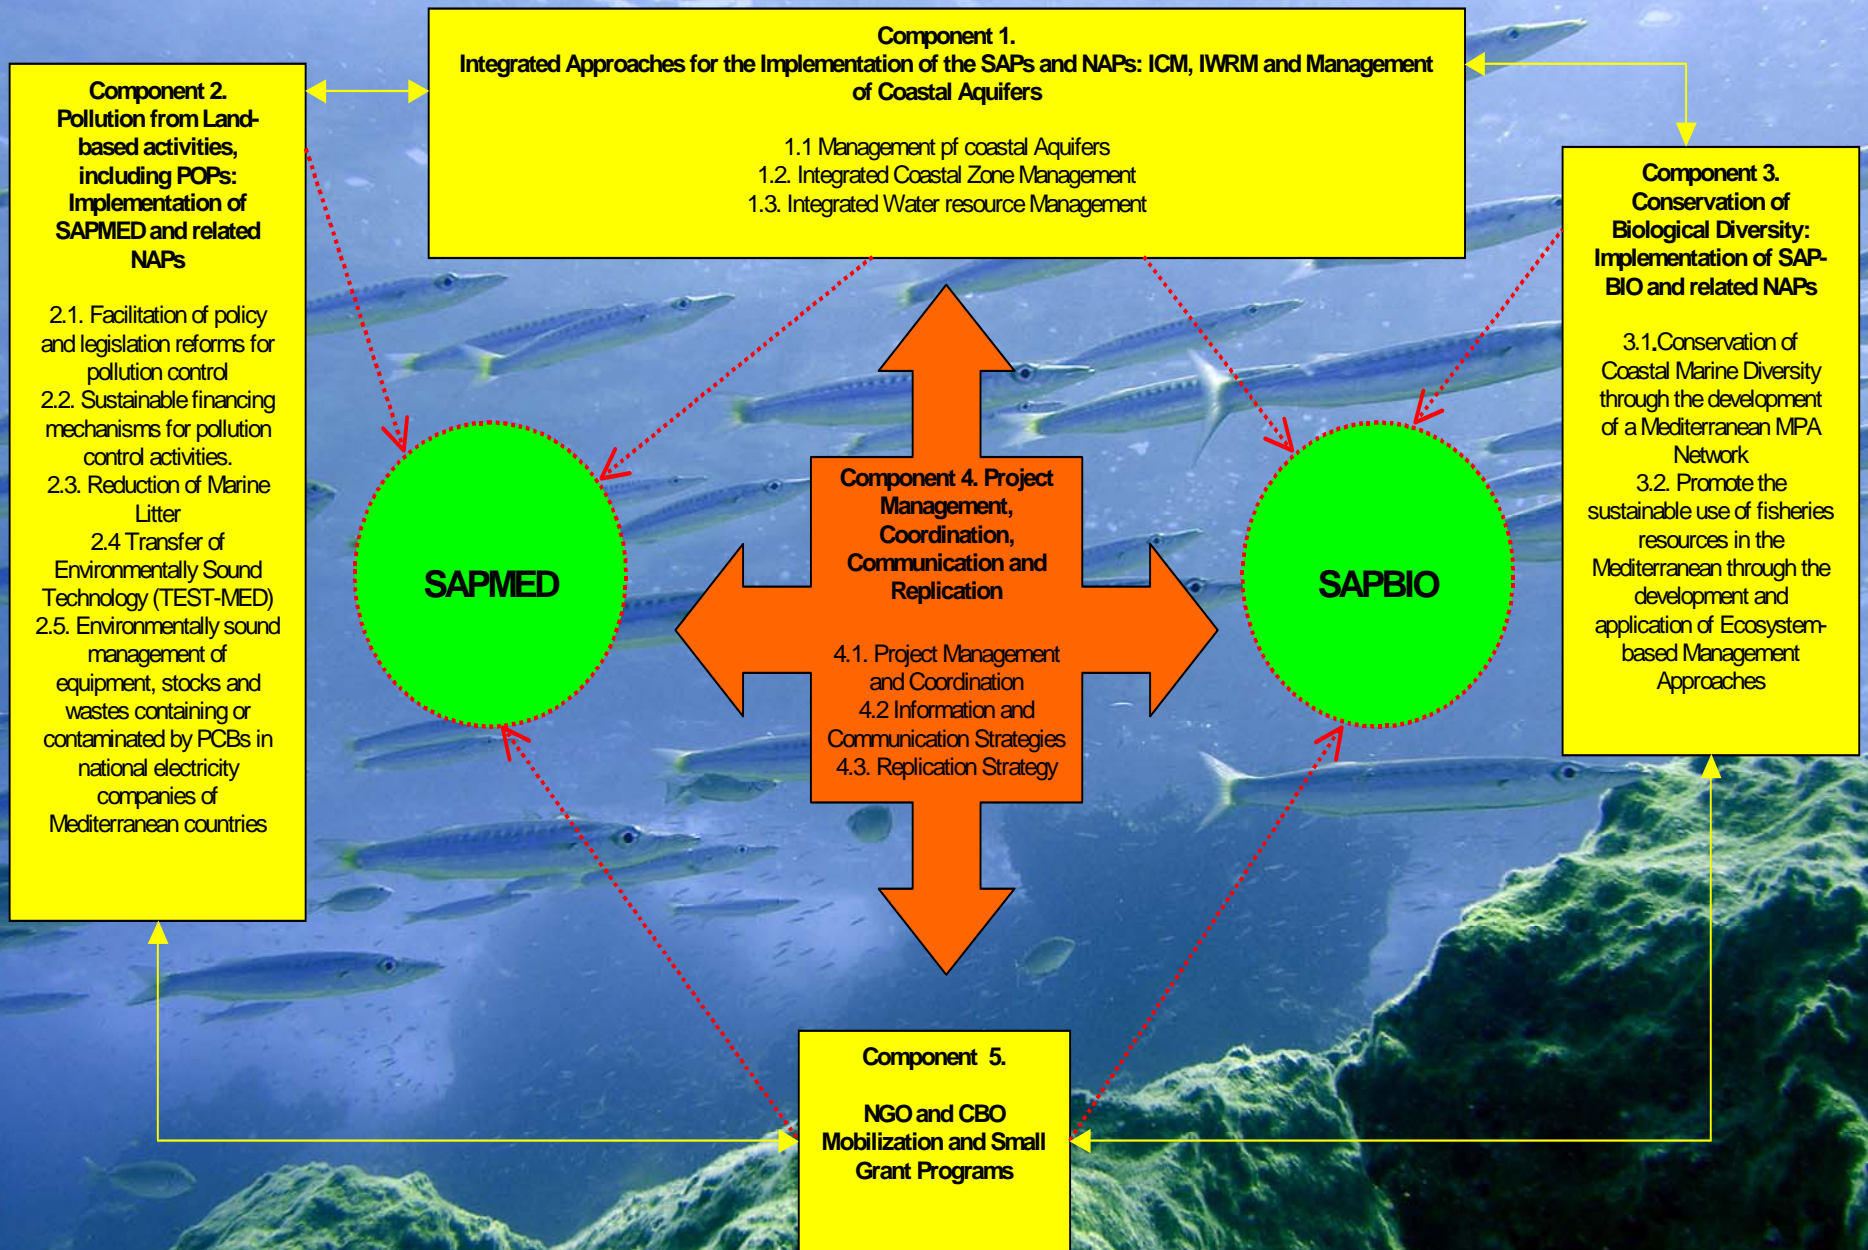 Component 1.
Integrated Approaches for the Implementation of the SAPs and NAPs: ICM, IWRM and Management
of Coastal Aquifers
1.1 Management pf coastal Aquifers
1.2. Integrated Coastal Zone Management
1.3. Integrated Water resource Management
Component 2.
Pollution from Land-
based activities,
including POPs:
Implementation of
SAPMED and related
NAPs
2.1. Facilitation of policy
and legislation reforms for
pollution control
2.2. Sustainable financing
mechanisms for pollution
control activities.
2.3. Reduction of Marine
Litter
2.4 Transfer of
Environmentally Sound
Technology (TEST-MED)
2.5. Environmentally sound
management of
equipment, stocks and
wastes containing or
contaminated by PCBs in
national electricity
companies of
Mediterranean countries
Component 3.
Conservation of
Biological Diversity:
Implementation of SAP-
BIO and related NAPs
3.1.Conservation of
Coastal Marine Diversity
through the development
of a Mediterranean MPA
Network
3.2. Promote the
sustainable use of fisheries
resources in the
Mediterranean through the
development and
application of Ecosystem-
based Management
Approaches
SAPMED
Component 4. Project
Management,
Coordination,
Communication and
Replication
4.1. Project Management
and Coordination
4.2 Information and
Communication Strategies
4.3. Replication Strategy
SAPBIO
Component 5.
NGO and CBO
Mobilization and Small
Grant Programs